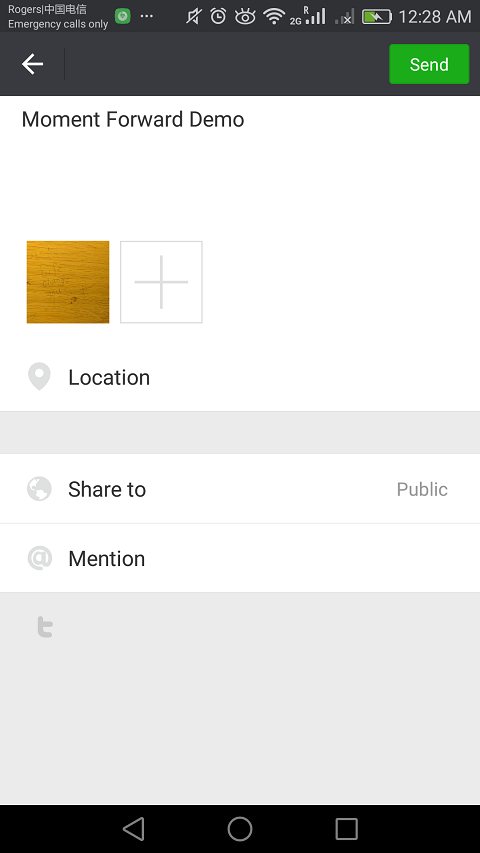 Rogers|中国电信
Emergency calls only
2G R 12:28 AM
Send
Moment Forward Demo
Location
Share to Public
Mention